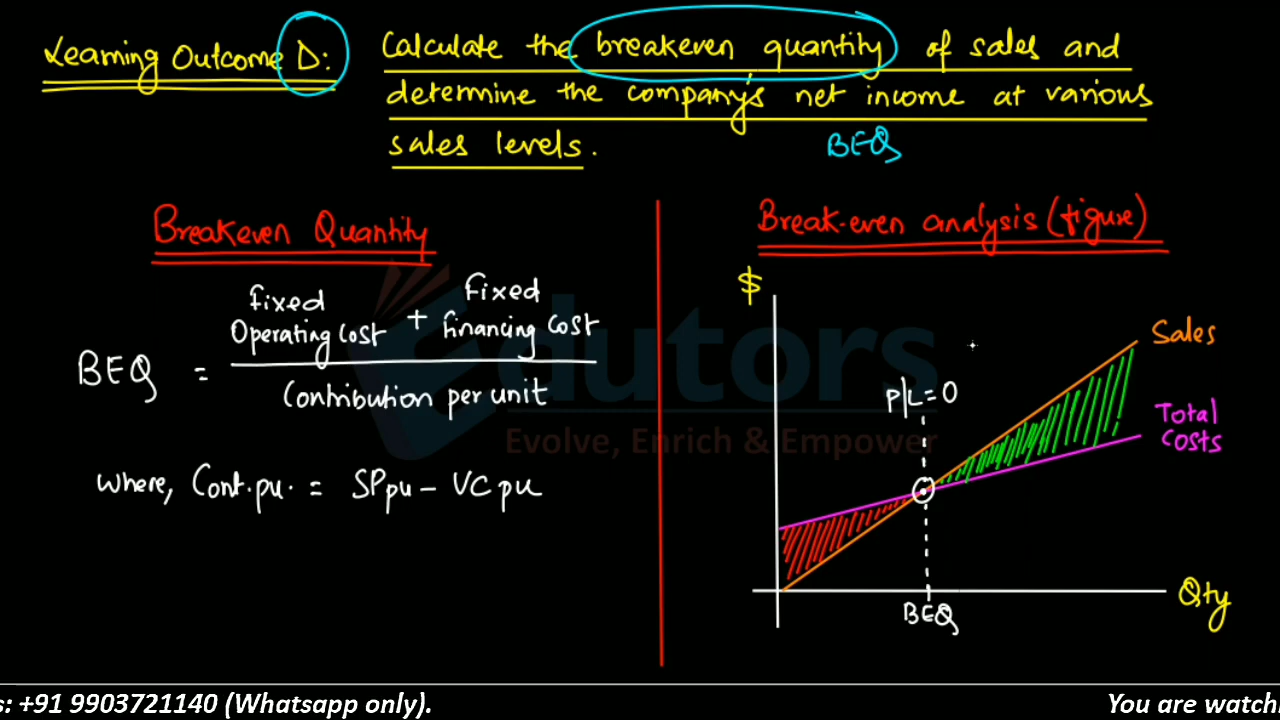 Learning Outcome D: Calculate the breakeven quantity of sales and
determine the company's net income at various
sales levels.
BEQ
Breakeven Quantity
BEQ = fixed Operating Cost + fixed financing cost
Contribution per unit
where, Cont.pu. = SPpu - VCpu
Break-even analysis (figure)
$
Sales
P/L=0
Total
costs
BEQ
Qty
Edutors
Evolve, Enrich & Empower
s: +91 9903721140 (Whatsapp only).
You are watch